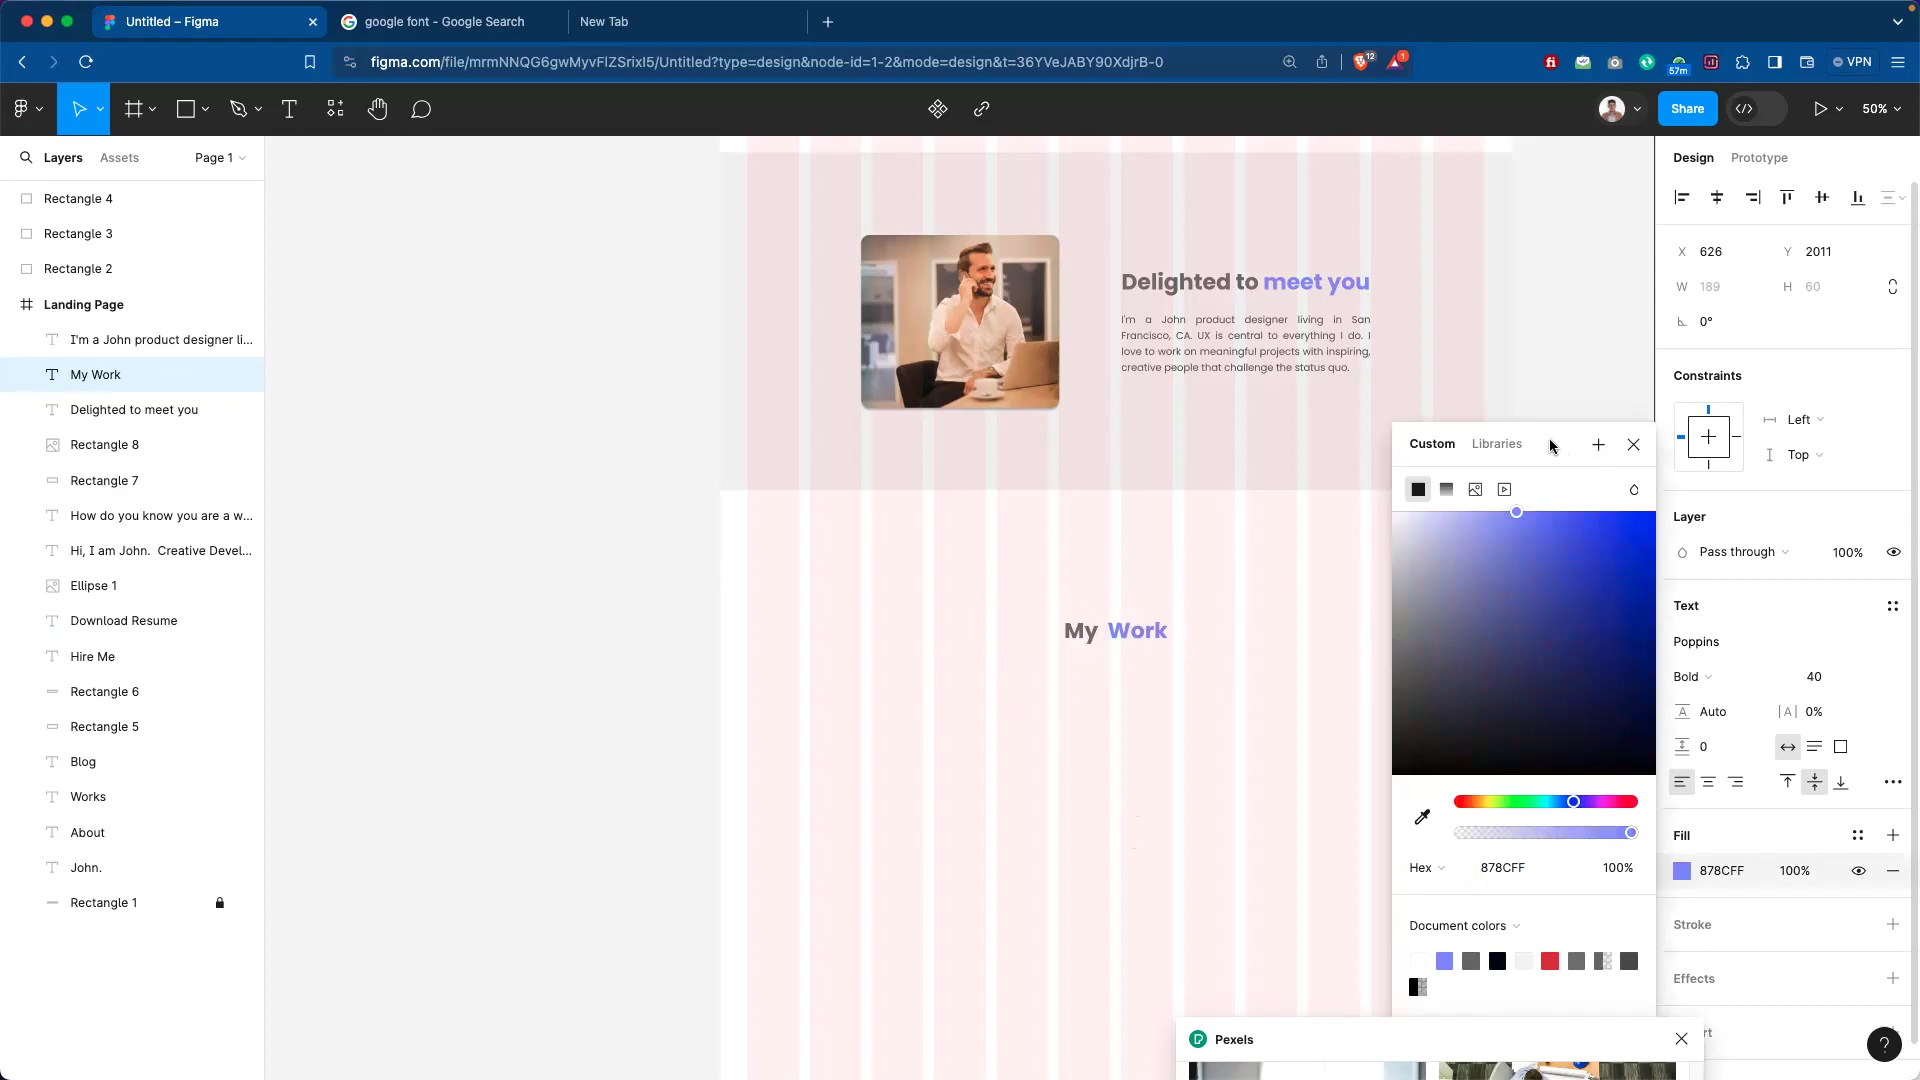 Untitled – Figma
google font - Google Search
New Tab
figma.com/file/mrmNNQG6gwMyvFlZSrixI5/Untitled?type=design&node-id=1-2&mode=design&t=36YVeJABY90XdjrB-0
12
1
57m
VPN
Share
50%
Layers
Assets
Page 1
Rectangle 4
Rectangle 3
Rectangle 2
Landing Page
I'm a John product designer li...
My Work
Delighted to meet you
Rectangle 8
Rectangle 7
How do you know you are a w...
Hi, I am John.  Creative Devel...
Ellipse 1
Download Resume
Hire Me
Rectangle 6
Rectangle 5
Blog
Works
About
John.
Rectangle 1
Delighted to meet you
I'm a John product designer living in San
Francisco, CA. UX is central to everything I do. I
love to work on meaningful projects with inspiring,
creative people that challenge the status quo.
My Work
Custom
Libraries
Hex
878CFF
100%
Document colors
Pexels
Design
Prototype
X 626
Y 2011
W 189
H 60
0°
Constraints
Left
Top
Layer
Pass through
100%
Text
Poppins
Bold
40
Auto
|A| 0%
0
Fill
878CFF
100%
Stroke
Effects
rt
?